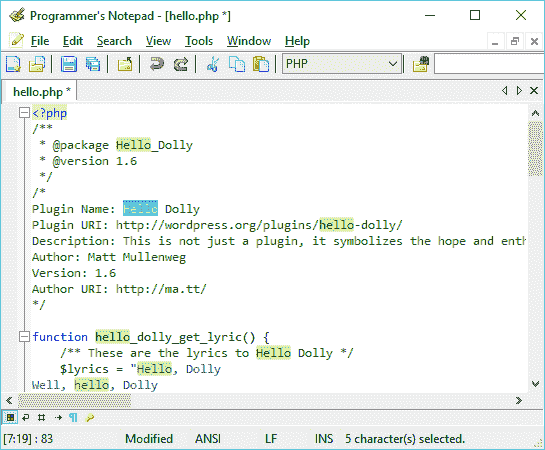 Programmer's Notepad - [hello.php *]
File Edit Search View Tools Window Help
PHP
hello.php *
<?php
/**
 * @package Hello_Dolly
 * @version 1.6
 */
/*
Plugin Name: Hello Dolly
Plugin URI: http://wordpress.org/plugins/hello-dolly/
Description: This is not just a plugin, it symbolizes the hope and enth
Author: Matt Mullenweg
Version: 1.6
Author URI: http://ma.tt/
*/
function hello_dolly_get_lyric() {
    /** These are the lyrics to Hello Dolly */
    $lyrics = "Hello, Dolly
Well, hello, Dolly
[7:19] : 83 Modified ANSI LF INS 5 character(s) selected.